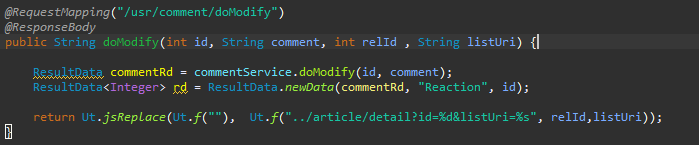 @RequestMapping("/usr/comment/doModify")
@ResponseBody
public String doModify(int id, String comment, int relId , String listUri) {
ResultData commentRd = commentService.doModify(id, comment);
ResultData<Integer> rd = ResultData.newData(commentRd, "Reaction", id);
return Ut.jsReplace(Ut.f(""),  Ut.f("../article/detail?id=%d&listUri=%s", relId,listUri));
}